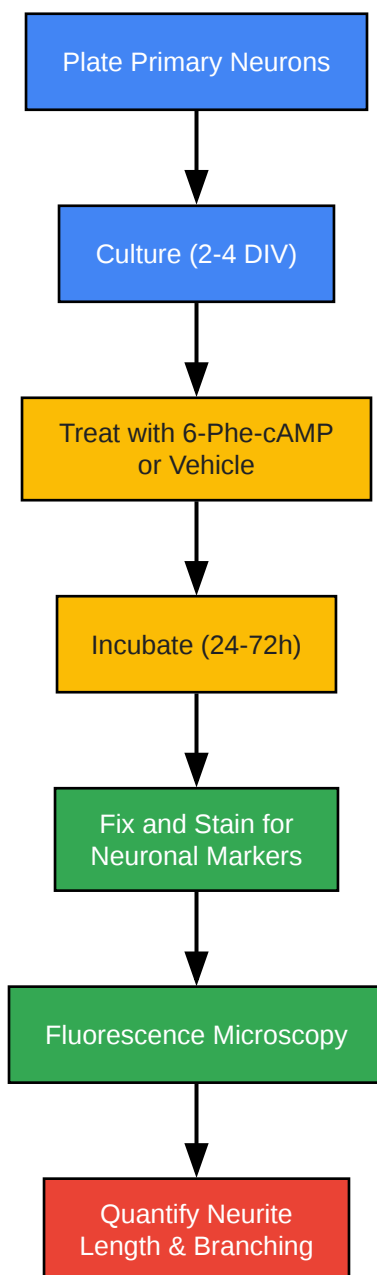 Plate Primary Neurons
Culture (2-4 DIV)
Treat with 6-Phe-cAMP
or Vehicle
Incubate (24-72h)
Fix and Stain for
Neuronal Markers
Fluorescence Microscopy
Quantify Neurite
Length & Branching